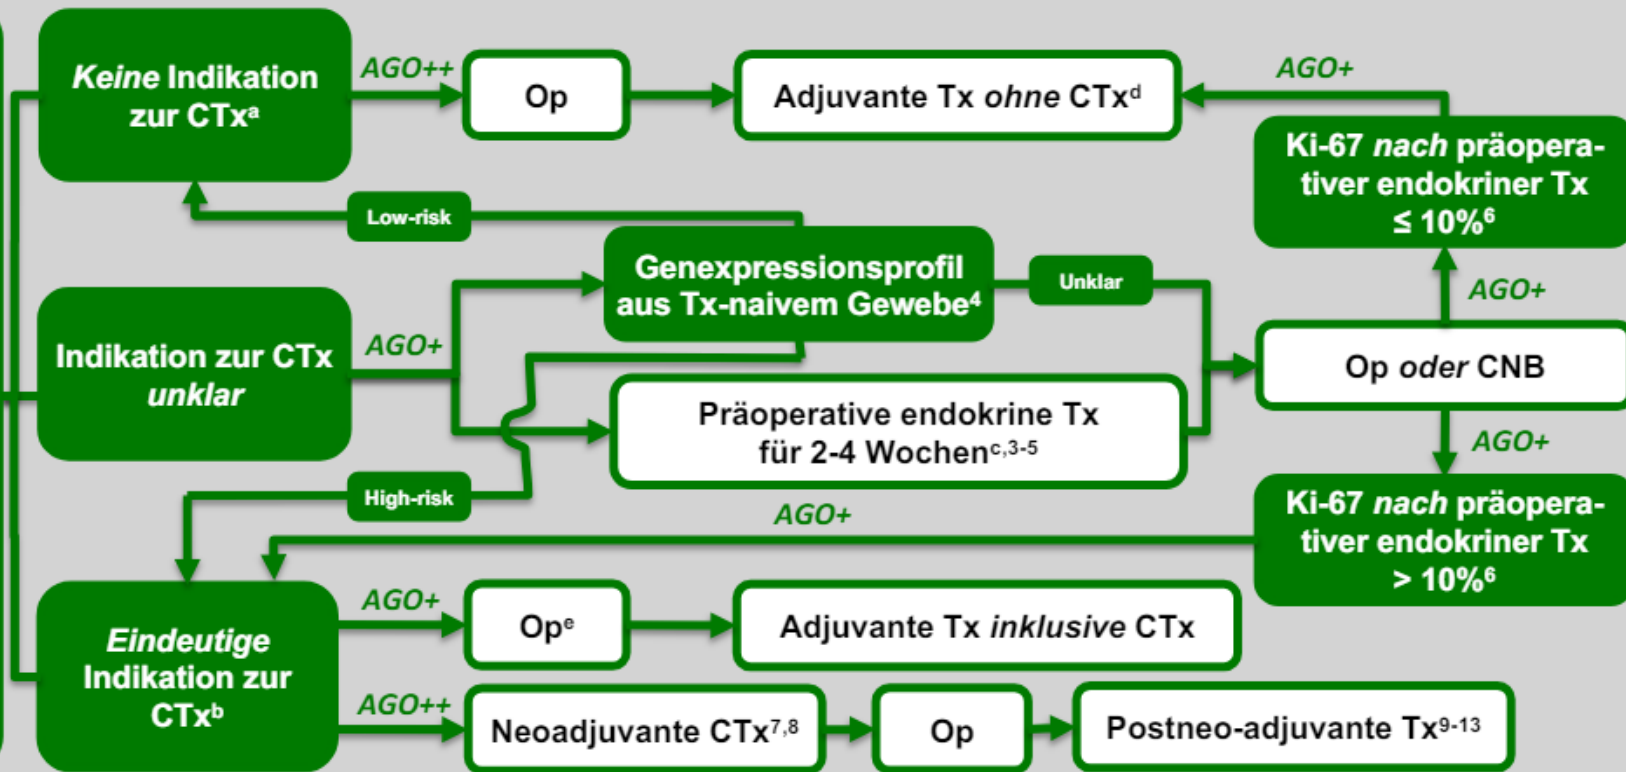 Keine Indikation
zur CTxᵃ
AGO++
Op
Adjuvante Tx ohne CTxᵈ
AGO+
Ki-67 nach präopera-
tiver endokriner Tx
≤ 10%⁶
Low-risk
Genexpressionsprofil
aus Tx-naivem Gewebe⁴
Unklar
AGO+
Indikation zur CTx
unklar
AGO+
Op oder CNB
Präoperative endokrine Tx
für 2-4 Wochenᶜ,³⁻⁵
AGO+
High-risk
AGO+
Ki-67 nach präopera-
tiver endokriner Tx
> 10%⁶
Eindeutige
Indikation zur
CTxᵇ
AGO+
Opᵉ
Adjuvante Tx inklusive CTx
AGO++
Neoadjuvante CTx⁷,⁸
Op
Postneo-adjuvante Tx⁹⁻¹³